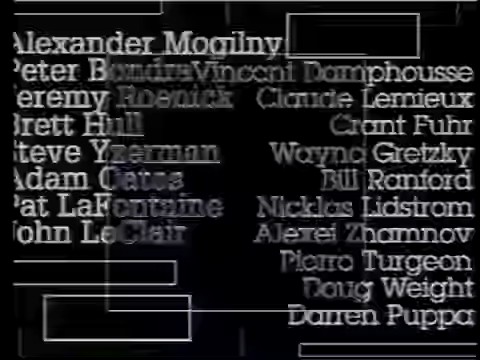 Alexander Mogilny
Peter Bondra
Jeremy Roenick
Brett Hull
Steve Yzerman
Adam Oates
Pat LaFontaine
John LeClair
Vincent Damphousse
Claude Lemieux
Grant Fuhr
Wayne Gretzky
Bill Ranford
Nicklas Lidstrom
Alexei Zhamnov
Pierre Turgeon
Doug Weight
Darren Puppa